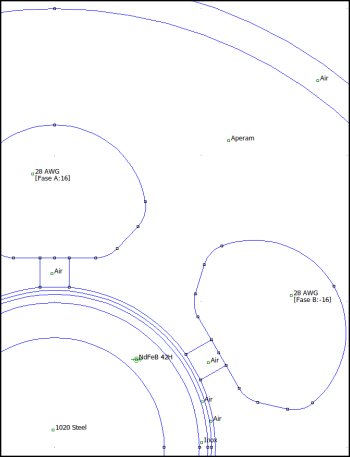 Air
Aperam
28 AWG
[Fase A:16]
Air
28 AWG
[Fase B:-16]
NdFeB 42H
Air
Air
Air
1020 Steel
Inox